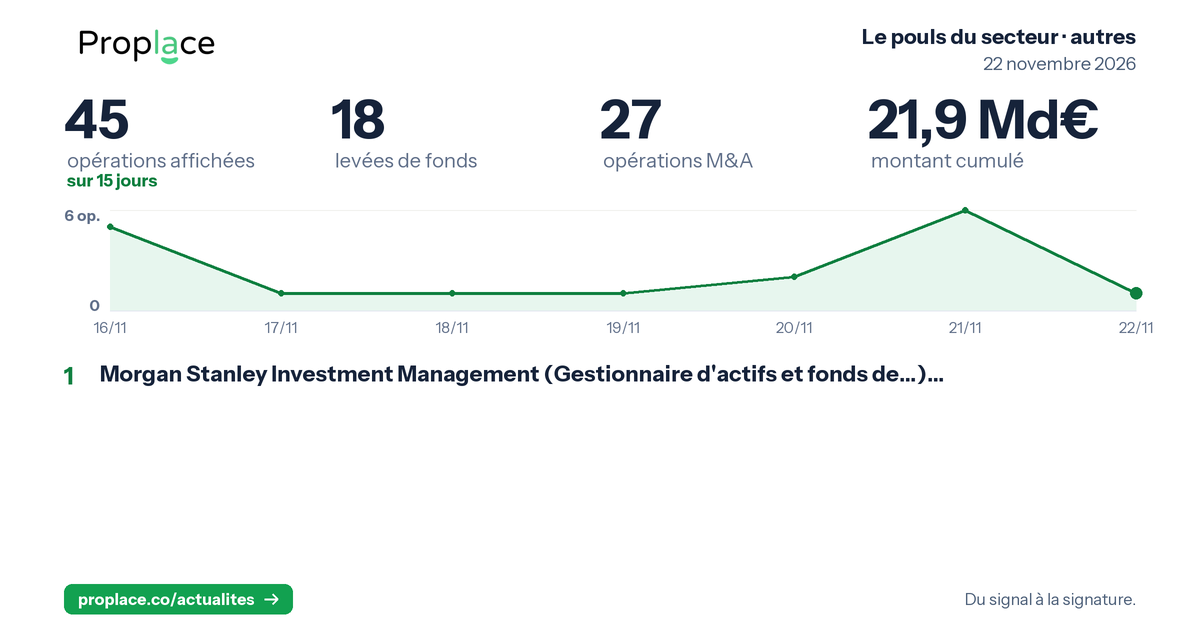 Proplace
Le pouls du secteur · autres
22 novembre 2026
45
opérations affichées
sur 15 jours
18
levées de fonds
27
opérations M&A
21,9 Md€
montant cumulé
6 op.
0
16/11
17/11
18/11
19/11
20/11
21/11
22/11
1 Morgan Stanley Investment Management (Gestionnaire d'actifs et fonds de…)…
proplace.co/actualites →
Du signal à la signature.